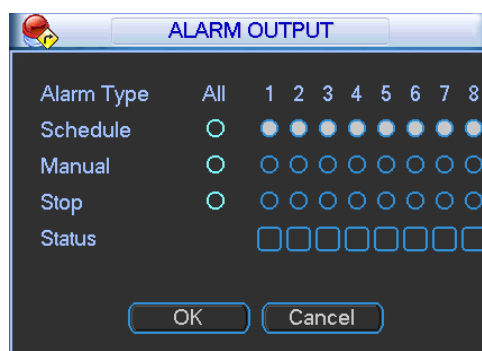 ALARM OUTPUT
Alarm Type All 1 2 3 4 5 6 7 8
Schedule
Manual
Stop
Status
OK Cancel